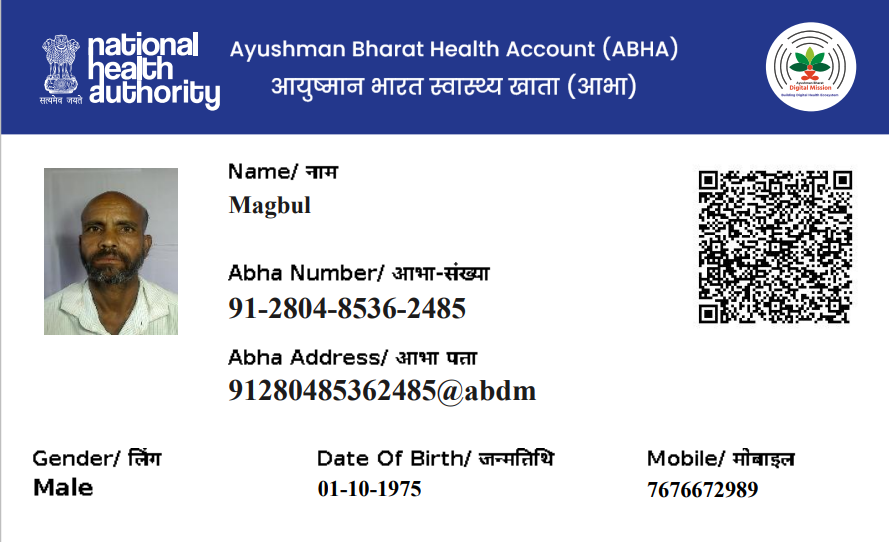 national
health
authority
सत्यमेव जयते
Ayushman Bharat Health Account (ABHA)
आयुष्मान भारत स्वास्थ्य खाता (आभा)
Ayushman Bharat
Digital Mission
Building Digital Health Ecosystem
Name/ नाम
Magbul
Abha Number/ आभा-संख्या
91-2804-8536-2485
Abha Address/ आभा पता
91280485362485@abdm
Gender/ लिंग
Male
Date Of Birth/ जन्मतिथि
01-10-1975
Mobile/ मोबाइल
7676672989